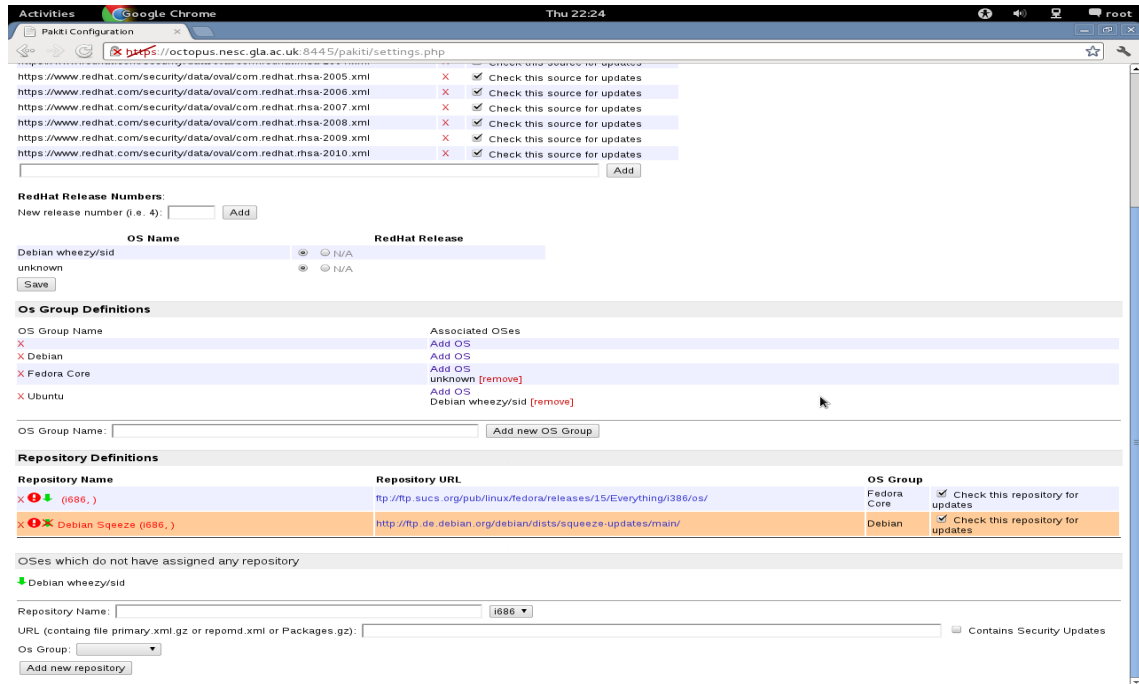 Activities Google Chrome Thu 22:24 root
Pakiti Configuration ×
https://octopus.nesc.gla.ac.uk:8445/pakiti/settings.php
https://www.redhat.com/security/data/oval/com.redhat.rhsa-2005.xml X Check this source for updates
https://www.redhat.com/security/data/oval/com.redhat.rhsa-2006.xml X Check this source for updates
https://www.redhat.com/security/data/oval/com.redhat.rhsa-2007.xml X Check this source for updates
https://www.redhat.com/security/data/oval/com.redhat.rhsa-2008.xml X Check this source for updates
https://www.redhat.com/security/data/oval/com.redhat.rhsa-2009.xml X Check this source for updates
https://www.redhat.com/security/data/oval/com.redhat.rhsa-2010.xml X Check this source for updates
Add
RedHat Release Numbers:
New release number (i.e. 4): Add
OS Name RedHat Release
Debian wheezy/sid N/A
unknown N/A
Save
Os Group Definitions
OS Group Name Associated OSes
X Add OS
X Debian Add OS
X Fedora Core Add OS
unknown [remove]
X Ubuntu Add OS
Debian wheezy/sid [remove]
OS Group Name: Add new OS Group
Repository Definitions
Repository Name Repository URL OS Group
X (i686, ) ftp://ftp.sucs.org/pub/linux/fedora/releases/15/Everything/i386/os/ Fedora Core Check this repository for updates
X Debian Sqeeze (i686, ) http://ftp.de.debian.org/debian/dists/squeeze-updates/main/ Debian Check this repository for updates
OSes which do not have assigned any repository
Debian wheezy/sid
Repository Name: i686
URL (containg file primary.xml.gz or repomd.xml or Packages.gz): Contains Security Updates
Os Group:
Add new repository